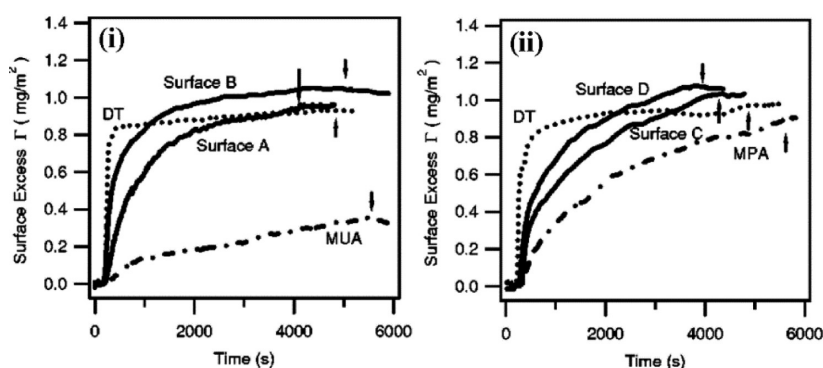 (i)
Surface Excess Γ ( mg/m²)
1.4
1.2
1.0
0.8
0.6
0.4
0.2
0.0
Surface B
DT
Surface A
MUA
0
2000
4000
6000
Time (s)
(ii)
Surface Excess Γ ( mg/m²)
1.4
1.2
1.0
0.8
0.6
0.4
0.2
0.0
Surface D
DT
Surface C
MPA
0
2000
4000
6000
Time (s)